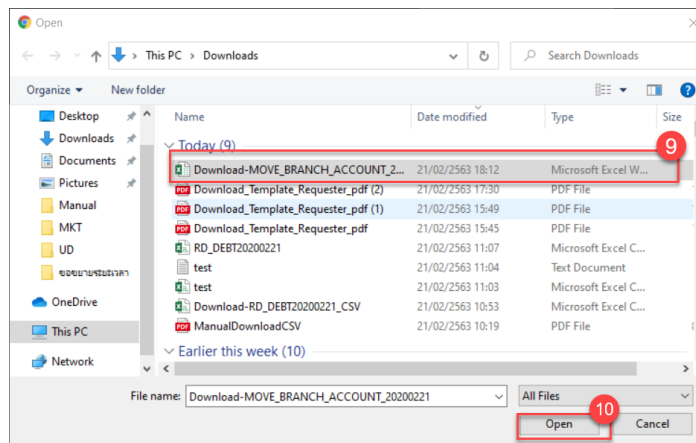 Open
This PC > Downloads
Search Downloads
Organize
New folder
Desktop
Downloads
Documents
Pictures
Manual
MKT
UD
ขอขยายระยะเวลา
OneDrive
This PC
Network
Name Date modified Type Size
Today (9)
9
Download-MOVE_BRANCH_ACCOUNT_2... 21/02/2563 18:12 Microsoft Excel W...
Download_Template_Requester_pdf (2) 21/02/2563 17:30 PDF File
Download_Template_Requester_pdf (1) 21/02/2563 15:49 PDF File
Download_Template_Requester_pdf 21/02/2563 15:45 PDF File
RD_DEBT20200221 21/02/2563 11:07 Microsoft Excel C...
test 21/02/2563 11:04 Text Document
test 21/02/2563 11:03 Microsoft Excel C...
Download-RD_DEBT20200221_CSV 21/02/2563 10:53 Microsoft Excel C...
ManualDownloadCSV 21/02/2563 10:19 PDF File
Earlier this week (10)
File name: Download-MOVE_BRANCH_ACCOUNT_20200221 All Files
10
Open Cancel